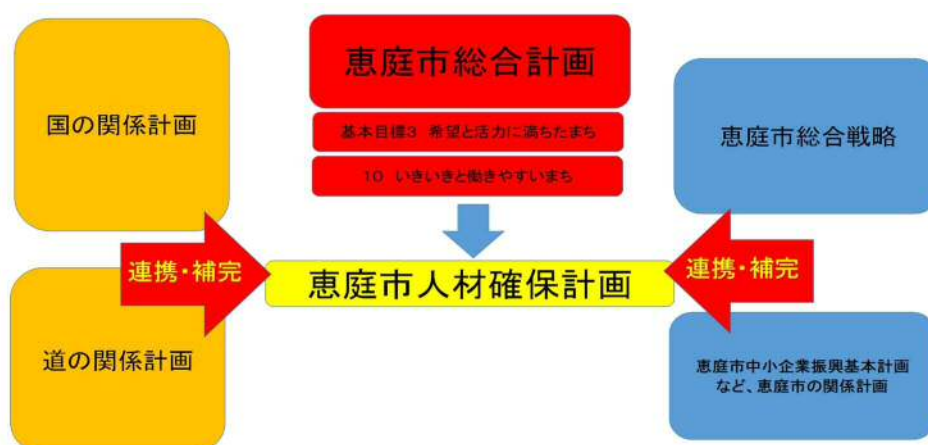 恵庭市総合計画
基本目標3 希望と活力に満ちたまち
10 いきいきと働きやすいまち
国の関係計画
恵庭市総合戦略
連携・補完
連携・補完
恵庭市人材確保計画
道の関係計画
恵庭市中小企業振興基本計画
など、恵庭市の関係計画